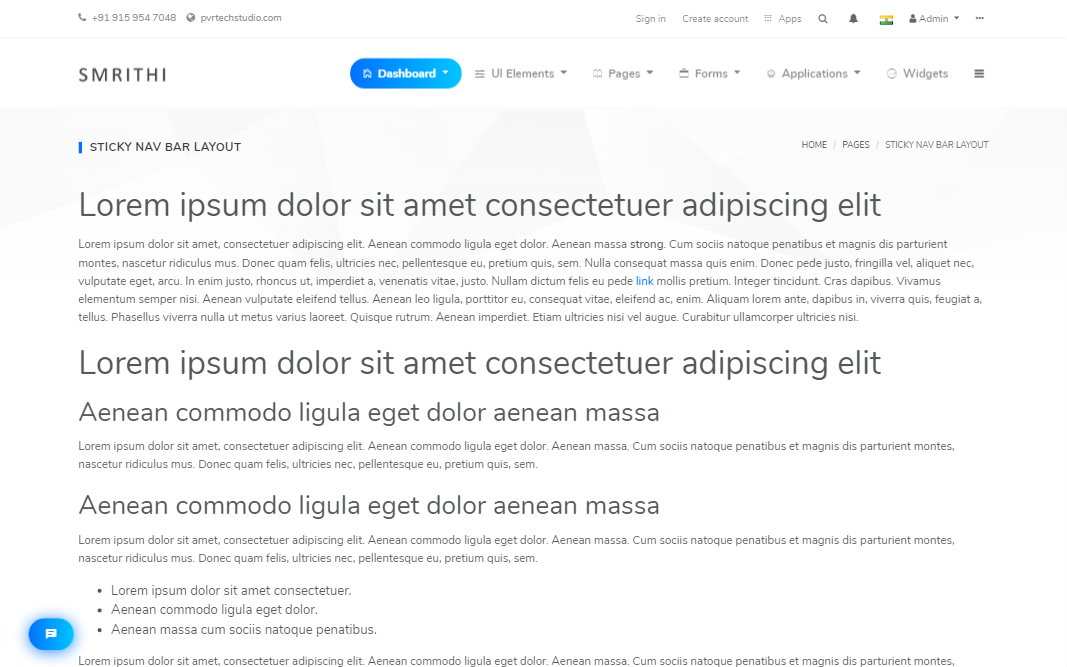 +91 915 954 7048 pvrtechstudio.com Sign in Create account Apps Admin
SMRITHI Dashboard UI Elements Pages Forms Applications Widgets
STICKY NAV BAR LAYOUT HOME / PAGES / STICKY NAV BAR LAYOUT
Lorem ipsum dolor sit amet consectetuer adipiscing elit
Lorem ipsum dolor sit amet, consectetuer adipiscing elit. Aenean commodo ligula eget dolor. Aenean massa strong. Cum sociis natoque penatibus et magnis dis parturient
montes, nascetur ridiculus mus. Donec quam felis, ultricies nec, pellentesque eu, pretium quis, sem. Nulla consequat massa quis enim. Donec pede justo, fringilla vel, aliquet nec,
vulputate eget, arcu. In enim justo, rhoncus ut, imperdiet a, venenatis vitae, justo. Nullam dictum felis eu pede link mollis pretium. Integer tincidunt. Cras dapibus. Vivamus
elementum semper nisi. Aenean vulputate eleifend tellus. Aenean leo ligula, porttitor eu, consequat vitae, eleifend ac, enim. Aliquam lorem ante, dapibus in, viverra quis, feugiat a,
tellus. Phasellus viverra nulla ut metus varius laoreet. Quisque rutrum. Aenean imperdiet. Etiam ultricies nisi vel augue. Curabitur ullamcorper ultricies nisi.
Lorem ipsum dolor sit amet consectetuer adipiscing elit
Aenean commodo ligula eget dolor aenean massa
Lorem ipsum dolor sit amet, consectetuer adipiscing elit. Aenean commodo ligula eget dolor. Aenean massa. Cum sociis natoque penatibus et magnis dis parturient montes,
nascetur ridiculus mus. Donec quam felis, ultricies nec, pellentesque eu, pretium quis, sem.
Aenean commodo ligula eget dolor aenean massa
Lorem ipsum dolor sit amet, consectetuer adipiscing elit. Aenean commodo ligula eget dolor. Aenean massa. Cum sociis natoque penatibus et magnis dis parturient montes,
nascetur ridiculus mus. Donec quam felis, ultricies nec, pellentesque eu, pretium quis, sem.
• Lorem ipsum dolor sit amet consectetuer.
• Aenean commodo ligula eget dolor.
• Aenean massa cum sociis natoque penatibus.
Lorem ipsum dolor sit amet, consectetuer adipiscing elit. Aenean commodo ligula eget dolor. Aenean massa. Cum sociis natoque penatibus et magnis dis parturient montes,